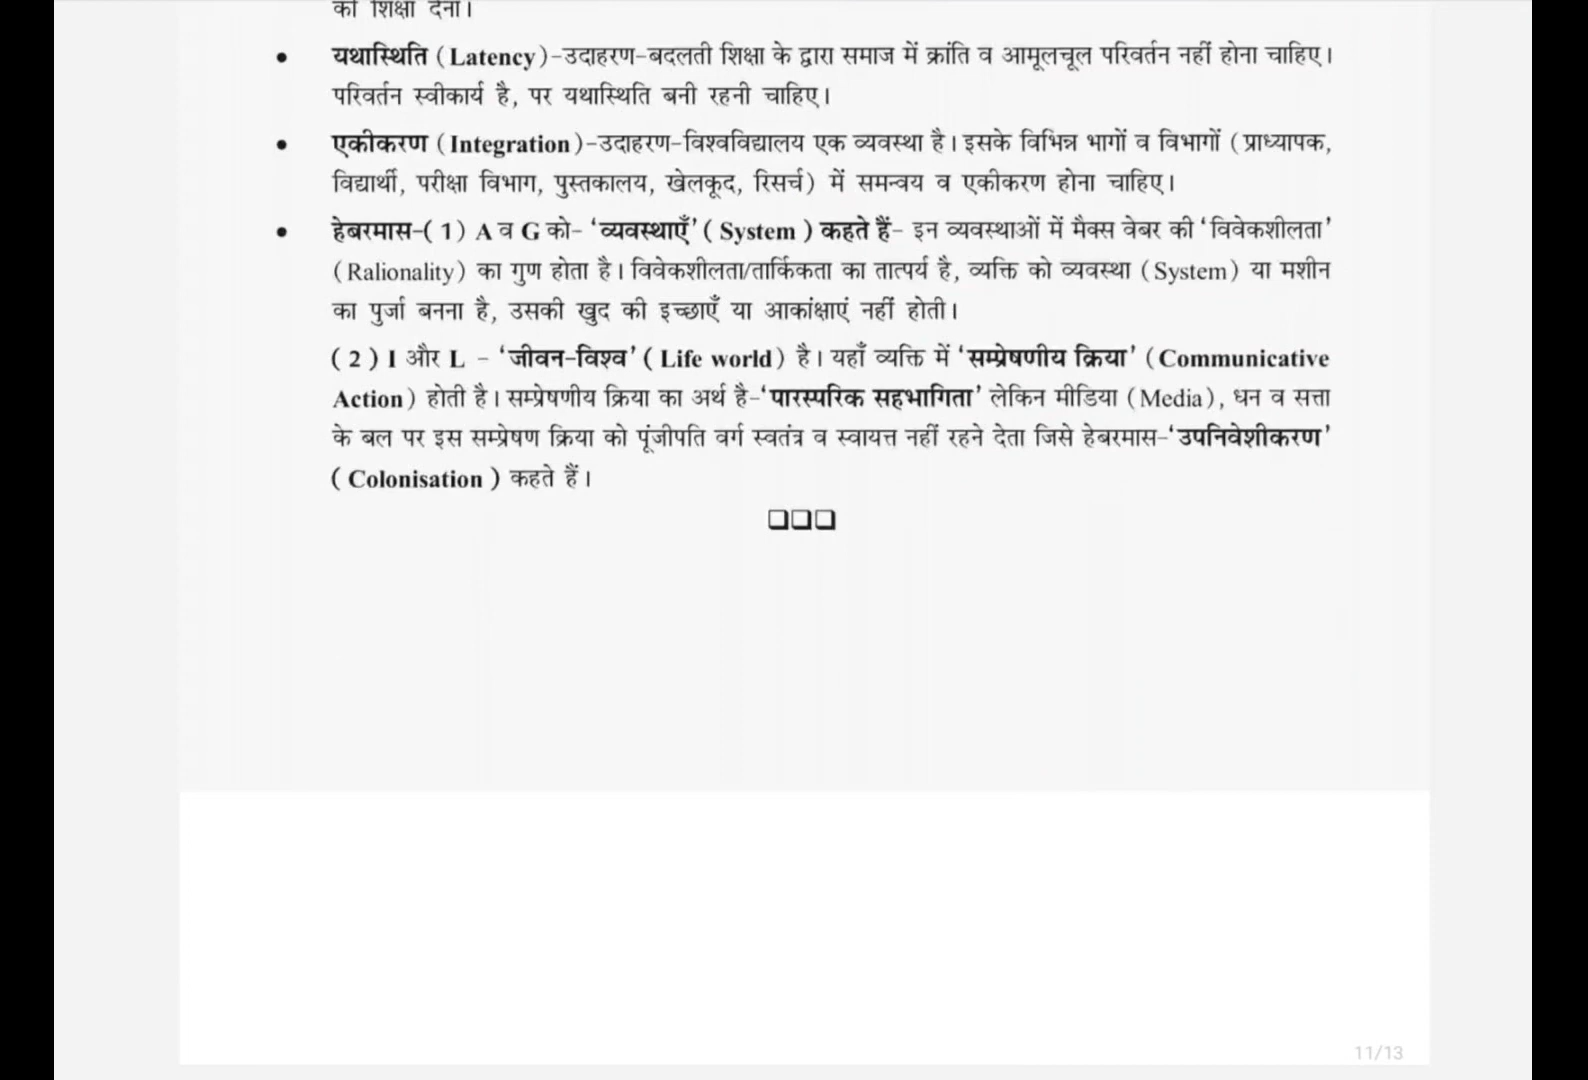 की शिक्षा देना।
• यथास्थिति (Latency)-उदाहरण-बदलती शिक्षा के द्वारा समाज में क्रांति व आमूलचूल परिवर्तन नहीं होना चाहिए।
परिवर्तन स्वीकार्य है, पर यथास्थिति बनी रहनी चाहिए।
• एकीकरण (Integration)-उदाहरण-विश्वविद्यालय एक व्यवस्था है। इसके विभिन्न भागों व विभागों (प्राध्यापक,
विद्यार्थी, परीक्षा विभाग, पुस्तकालय, खेलकूद, रिसर्च) में समन्वय व एकीकरण होना चाहिए।
• हेबरमास-(1) A व G को- ‘व्यवस्थाएँ’ (System) कहते हैं- इन व्यवस्थाओं में मैक्स वेबर की ‘विवेकशीलता’
(Ralionality) का गुण होता है। विवेकशीलता/तार्किकता का तात्पर्य है, व्यक्ति को व्यवस्था (System) या मशीन
का पुर्जा बनना है, उसकी खुद की इच्छाएँ या आकांक्षाएं नहीं होती।
(2) I और L - ‘जीवन-विश्व’ (Life world) है। यहाँ व्यक्ति में ‘सम्प्रेषणीय क्रिया’ (Communicative
Action) होती है। सम्प्रेषणीय क्रिया का अर्थ है-‘पारस्परिक सहभागिता’ लेकिन मीडिया (Media), धन व सत्ता
के बल पर इस सम्प्रेषण क्रिया को पूंजीपति वर्ग स्वतंत्र व स्वायत्त नहीं रहने देता जिसे हेबरमास-‘उपनिवेशीकरण’
(Colonisation) कहते हैं।
❑❑❑
11/13